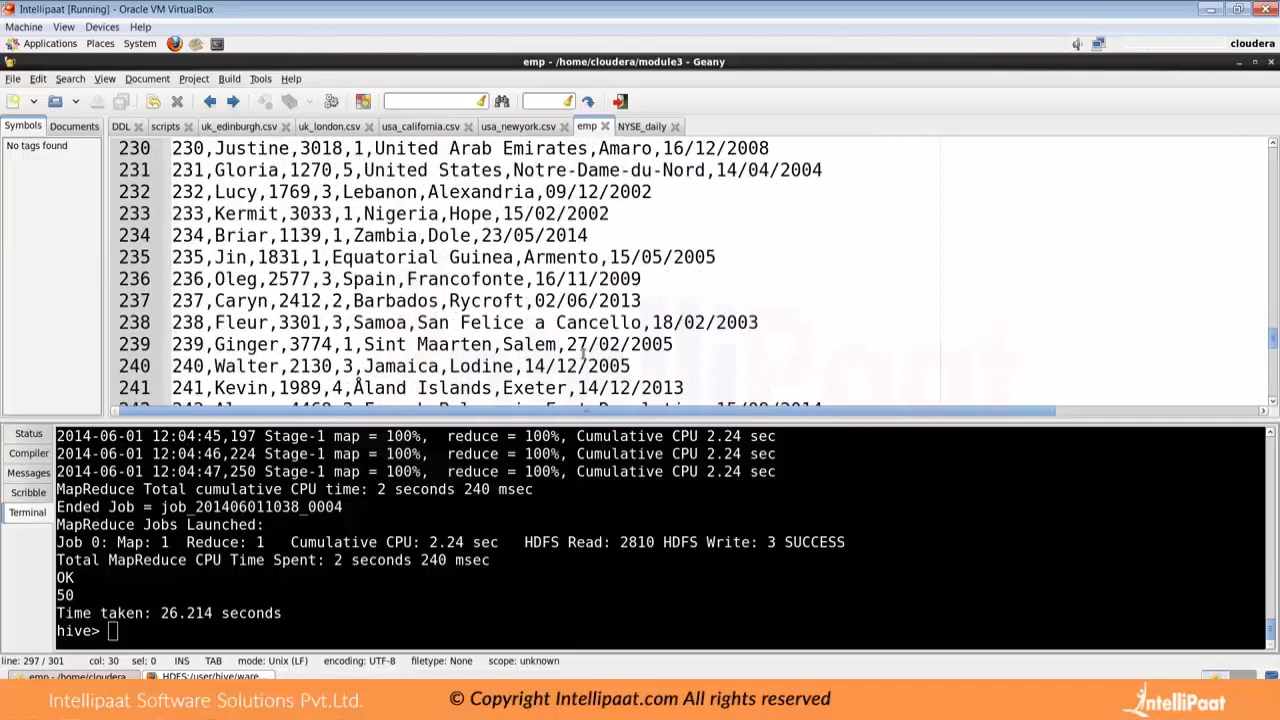 Intellipaat [Running] - Oracle VM VirtualBox
Machine View Devices Help
Applications Places System cloudera
emp - /home/cloudera/module3 - Geany
File Edit Search View Document Project Build Tools Help
Symbols Documents DDL scripts uk_edinburgh.csv uk_london.csv usa_california.csv usa_newyork.csv emp NYSE_daily
No tags found
230 230,Justine,3018,1,United Arab Emirates,Amaro,16/12/2008
231 231,Gloria,1270,5,United States,Notre-Dame-du-Nord,14/04/2004
232 232,Lucy,1769,3,Lebanon,Alexandria,09/12/2002
233 233,Kermit,3033,1,Nigeria,Hope,15/02/2002
234 234,Briar,1139,1,Zambia,Dole,23/05/2014
235 235,Jin,1831,1,Equatorial Guinea,Armento,15/05/2005
236 236,Oleg,2577,3,Spain,Francofonte,16/11/2009
237 237,Caryn,2412,2,Barbados,Rycroft,02/06/2013
238 238,Fleur,3301,3,Samoa,San Felice a Cancello,18/02/2003
239 239,Ginger,3774,1,Sint Maarten,Salem,27/02/2005
240 240,Walter,2130,3,Jamaica,Lodine,14/12/2005
241 241,Kevin,1989,4,Åland Islands,Exeter,14/12/2013
Status
Compiler
Messages
Scribble
Terminal
2014-06-01 12:04:45,197 Stage-1 map = 100%, reduce = 100%, Cumulative CPU 2.24 sec
2014-06-01 12:04:46,224 Stage-1 map = 100%, reduce = 100%, Cumulative CPU 2.24 sec
2014-06-01 12:04:47,250 Stage-1 map = 100%, reduce = 100%, Cumulative CPU 2.24 sec
MapReduce Total cumulative CPU time: 2 seconds 240 msec
Ended Job = job_201406011038_0004
MapReduce Jobs Launched:
Job 0: Map: 1 Reduce: 1 Cumulative CPU: 2.24 sec HDFS Read: 2810 HDFS Write: 3 SUCCESS
Total MapReduce CPU Time Spent: 2 seconds 240 msec
OK
50
Time taken: 26.214 seconds
hive>
line: 297 / 301 col: 30 sel: 0 INS TAB mode: Unix (LF) encoding: UTF-8 filetype: None scope: unknown
emp - /home/cloudera HDFS:/user/hive/ware...
Intellipaat Software Solutions Pvt.Ltd. © Copyright Intellipaat.com All rights reserved IntelliPaat